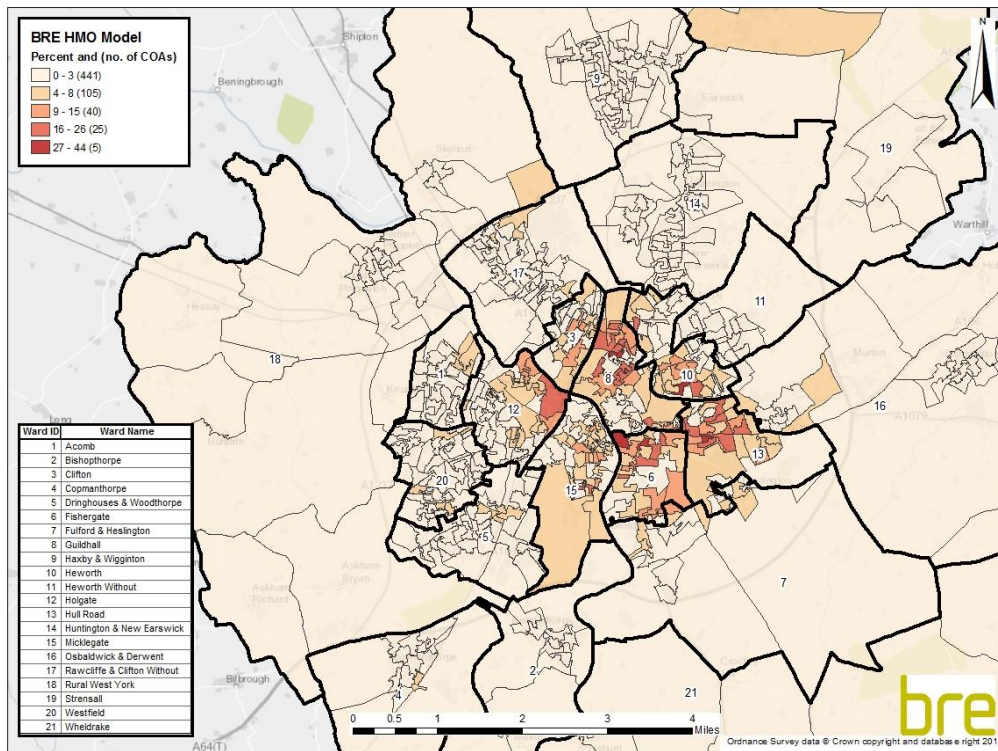 BRE HMO Model
Percent and (no. of COAs)
0 - 3 (441)
4 - 8 (105)
9 - 15 (40)
16 - 26 (25)
27 - 44 (5)
Shipton
Beningbrough
Skelton
Earswick
Warthill
Murton
Hessay
A1079
Rufforth
Askham
Bryan
Askham
Richard
Bilbrough
A64(T)
N
9
19
14
17
11
3
18
1
8
10
12
16
13
20
15
6
5
7
2
4
21
Ward ID Ward Name
1 Acomb
2 Bishopthorpe
3 Clifton
4 Copmanthorpe
5 Dringhouses & Woodthorpe
6 Fishergate
7 Fulford & Heslington
8 Guildhall
9 Haxby & Wigginton
10 Heworth
11 Heworth Without
12 Holgate
13 Hull Road
14 Huntington & New Earswick
15 Micklegate
16 Osbaldwick & Derwent
17 Rawcliffe & Clifton Without
18 Rural West York
19 Strensall
20 Westfield
21 Wheldrake
0 0.5 1 2 3 4
Miles
bre
Ordnance Survey data © Crown copyright and database right 201